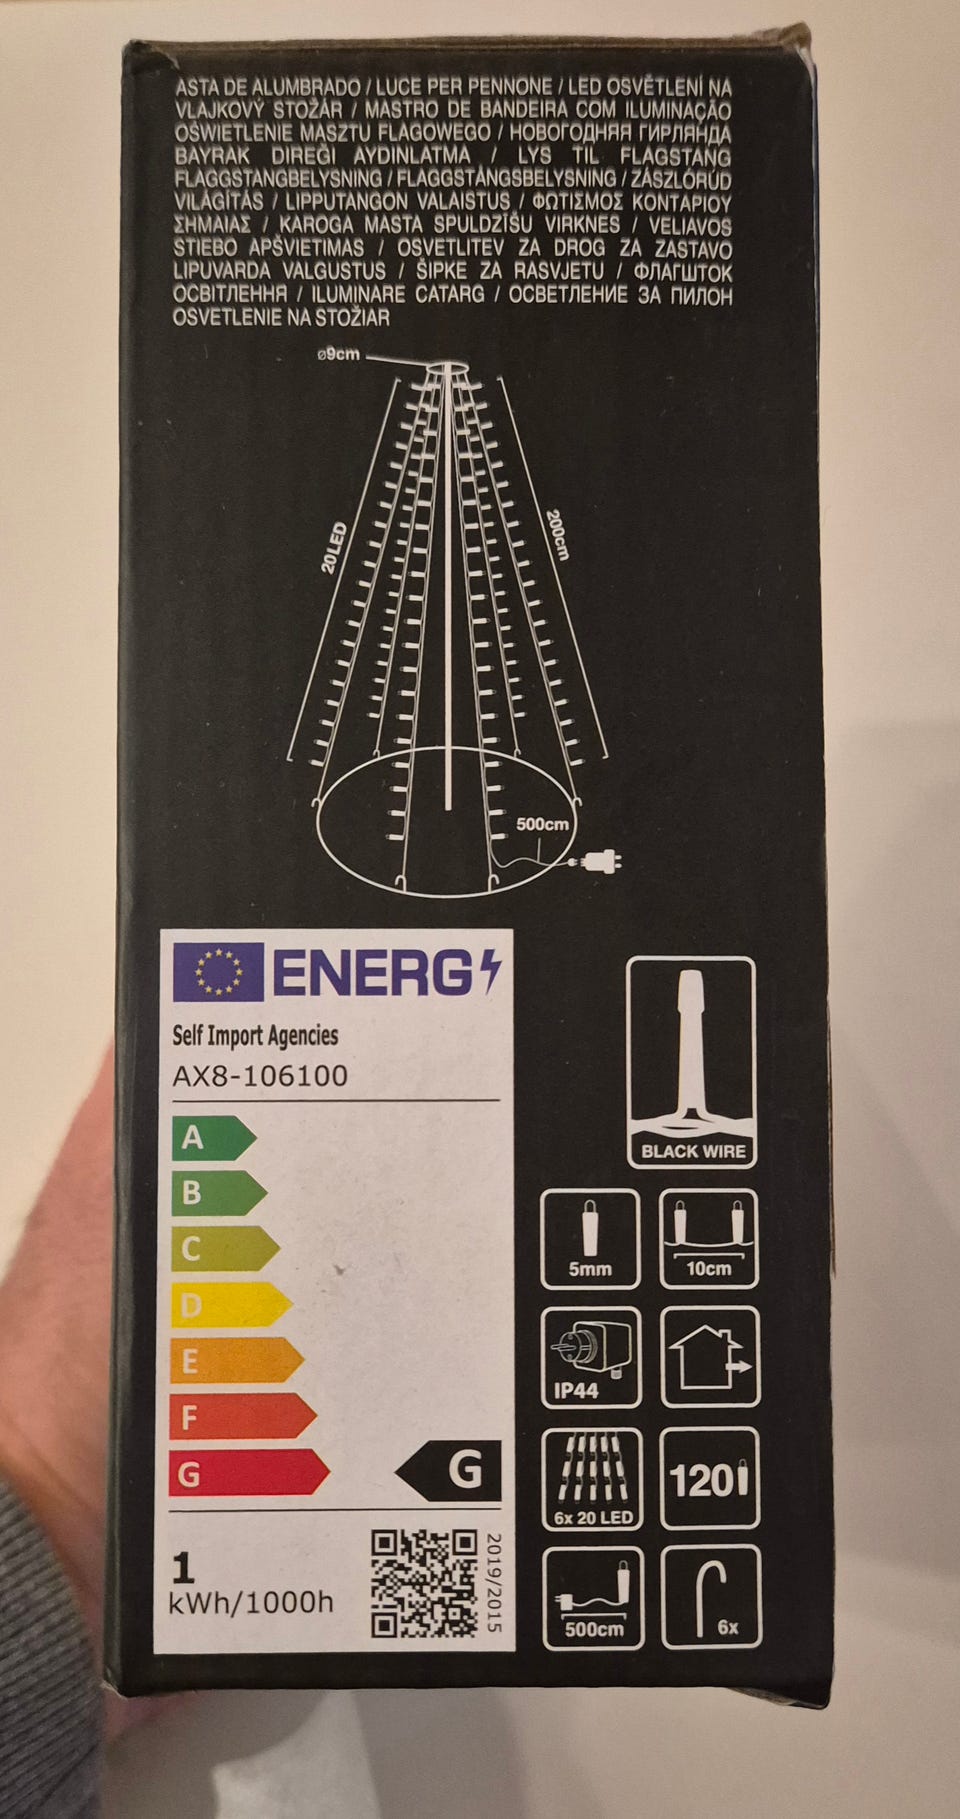 ASTA DE ALUMBRADO / LUCE PER PENNONE / LED OSVĚTLENÍ NA
VLAJKOVÝ STOŽÁR / MASTRO DE BANDEIRA COM ILUMINAÇÃO
OŚWIETLENIE MASZTU FLAGOWEGO / НОВОГОДНЯЯ ГИРЛЯНДА
BAYRAK DIREĞI AYDINLATMA / LYS TIL FLAGSTANG
FLAGGSTANGBELYSNING / FLAGGSTÅNGSBELYSNING / ZÁSZLÓRÚD
VILÁGÍTÁS / LIPPUTANGON VALAISTUS / ΦΩΤΙΣΜΟΣ ΚΟΝΤΑΡΙΟΥ
ΣΗΜΑΙΑΣ / KAROGA MASTA SPULDZĪŠU VIRKNES / VĖLIAVOS
STIEBO APŠVIETIMAS / OSVETLITEV ZA DROG ZA ZASTAVO
LIPUVARDA VALGUSTUS / ŠIPKE ZA RASVJETU / ФЛАГШТОК
ОСВІТЛЕННЯ / ILUMINARE CATARG / ОСВЕТЛЕНИЕ ЗА ПИЛОН
OSVETLENIE NA STOŽIAR
ø9cm
20LED
200cm
500cm
ENERG
Self Import Agencies
AX8-106100
A
B
C
D
E
F
G
G
1
kWh/1000h
2019/2015
BLACK WIRE
5mm
10cm
IP44
6x 20 LED
120
500cm
6x